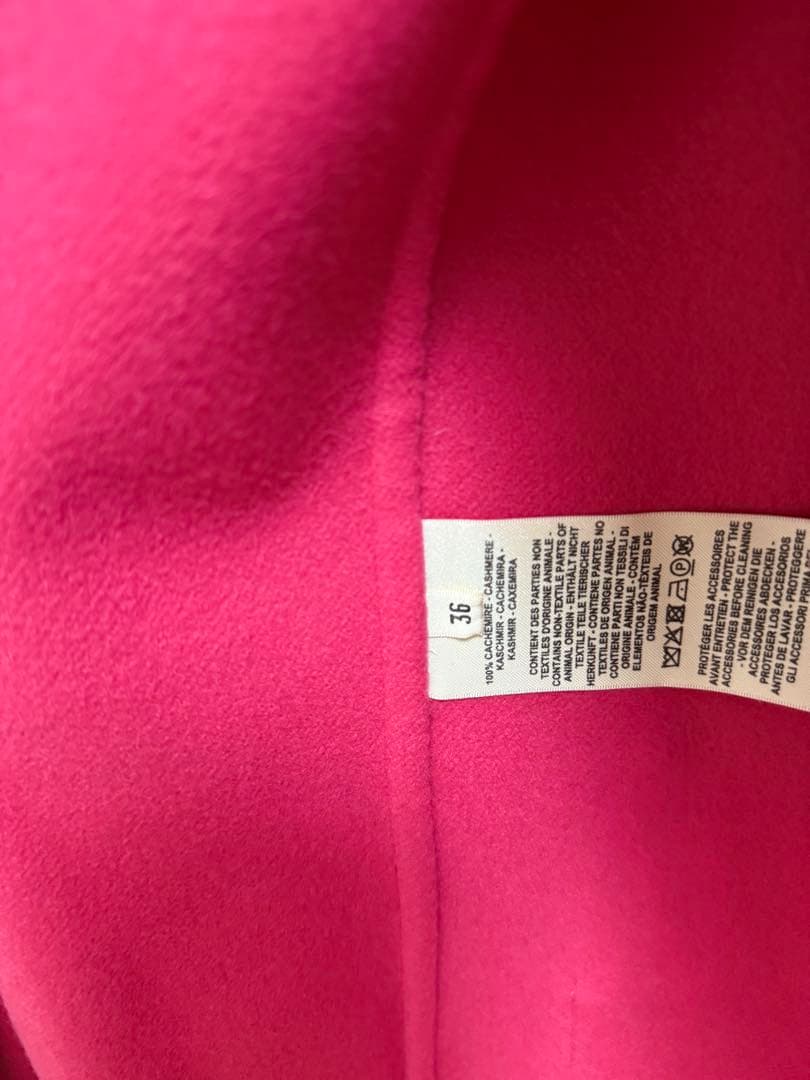 36
100% CACHEMIRE - CASHMERE -
KASCHMIR - CACHEMIRA -
KASHMIR - CAXEMIRA
CONTIENT DES PARTIES NON
TEXTILES D'ORIGINE ANIMALE -
CONTAINS NON-TEXTILE PARTS OF
ANIMAL ORIGIN - ENTHÄLT NICHT
TEXTILE TEILE TIERISCHER
HERKUNFT - CONTIENE PARTES NO
TEXTILES DE ORIGEN ANIMAL -
CONTIENE PARTI NON TESSILI DI
ORIGINE ANIMALE - CONTÉM
ELEMENTOS NÃO-TÊXTEIS DE
ORIGEM ANIMAL
P
PROTÉGER LES ACCESSOIRES
AVANT ENTRETIEN - PROTECT THE
ACCESSORIES BEFORE CLEANING
- VOR DEM REINIGEN DIE
ACCESSOIRES ABDECKEN -
PROTEGER LOS ACCESORIOS
ANTES DE LAVAR - PROTEGGERE
GLI ACCESSORI PRIMA